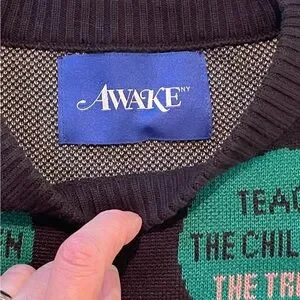 AWAKE NY
TEAC
THE CHIL
THE TR
N